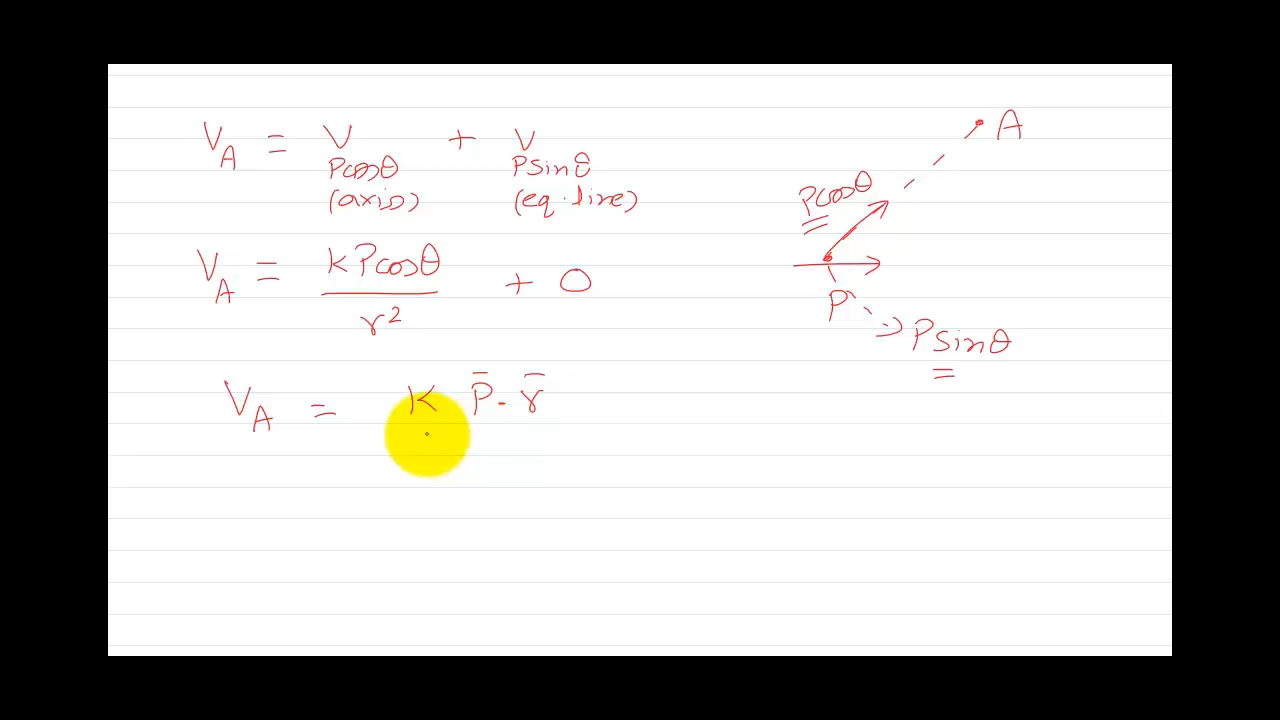 V_A = V + V
Pcosθ Psinθ
(axis) (eq. line)
V_A = KPcosθ / r² + 0
V_A = K P̄ . r̄
A
Pcosθ
P
Psinθ